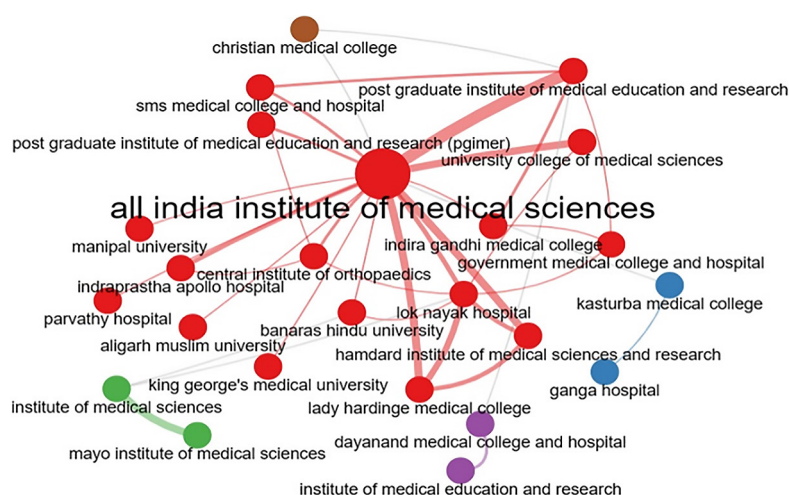 christian medical college
post graduate institute of medical education and research
sms medical college and hospital
post graduate institute of medical education and research (pgimer)
university college of medical sciences
all india institute of medical sciences
manipal university
indira gandhi medical college
government medical college and hospital
central institute of orthopaedics
indraprastha apollo hospital
kasturba medical college
parvathy hospital
lok nayak hospital
banaras hindu university
aligarh muslim university
hamdard institute of medical sciences and research
king george's medical university
ganga hospital
institute of medical sciences
lady hardinge medical college
dayanand medical college and hospital
mayo institute of medical sciences
institute of medical education and research